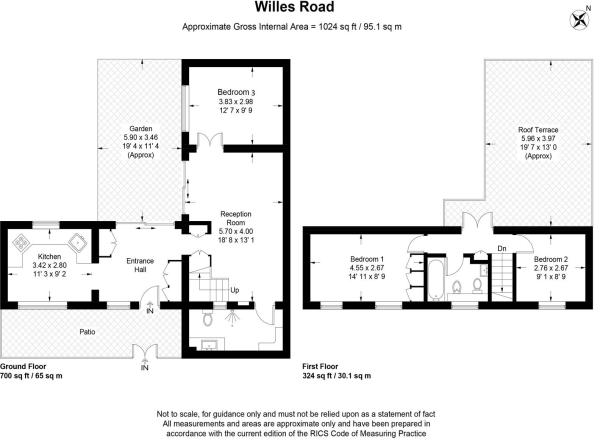 Willes Road
Approximate Gross Internal Area = 1024 sq ft / 95.1 sq m
N
Bedroom 3
3.83 x 2.98
12' 7 x 9' 9
Garden
5.90 x 3.46
19' 4 x 11' 4
(Approx)
Roof Terrace
5.96 x 3.97
19' 7 x 13' 0
(Approx)
Reception
Room
5.70 x 4.00
18' 8 x 13' 1
Kitchen
3.42 x 2.80
11' 3 x 9' 2
Entrance
Hall
Up
IN
Patio
IN
Bedroom 1
4.55 x 2.67
14' 11 x 8' 9
Dn
Bedroom 2
2.76 x 2.67
9' 1 x 8' 9
Ground Floor
700 sq ft / 65 sq m
First Floor
324 sq ft / 30.1 sq m
Not to scale, for guidance only and must not be relied upon as a statement of fact
All measurements and areas are approximate only and have been prepared in
accordance with the current edition of the RICS Code of Measuring Practice